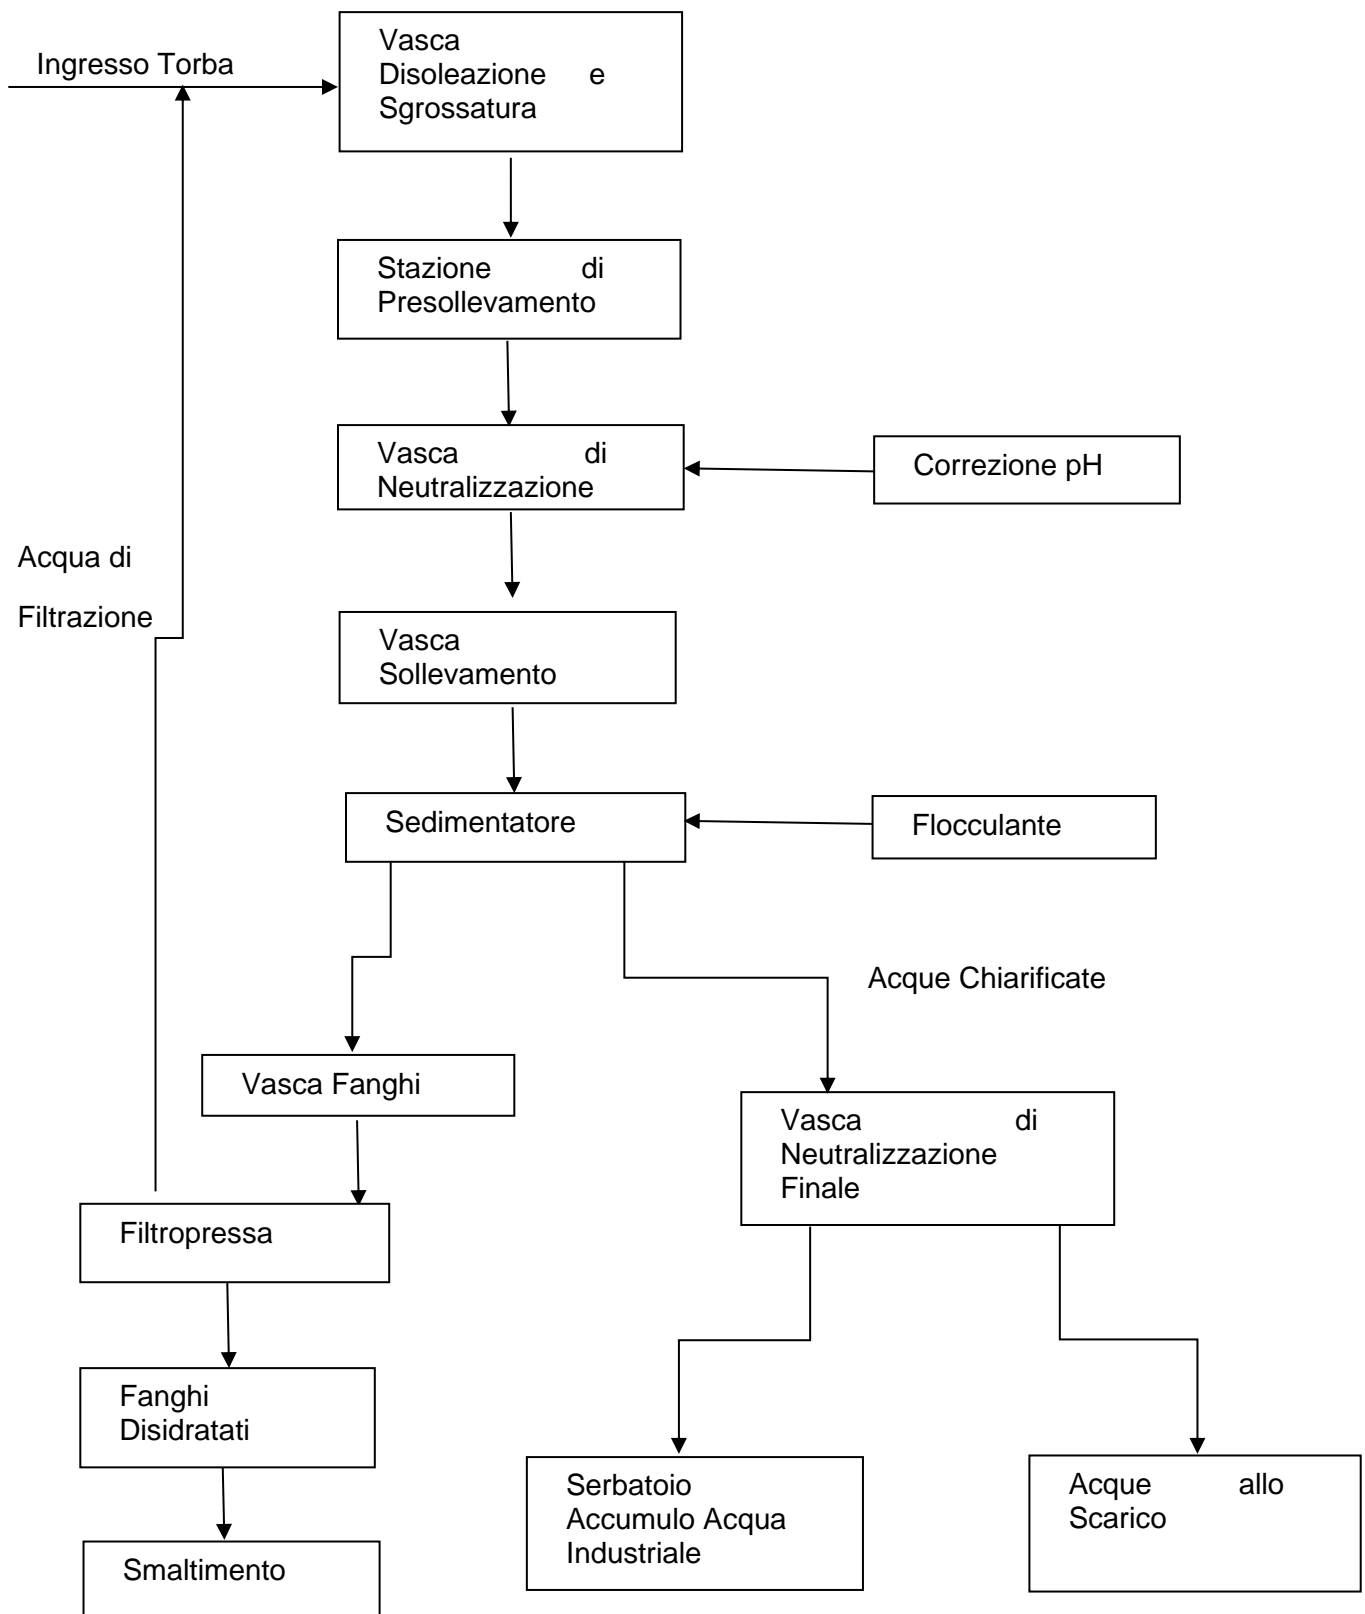 Ingresso Torba
Vasca
Disoleazione e
Sgrossatura
Stazione di
Presollevamento
Vasca di
Neutralizzazione
Correzione pH
Acqua di
Filtrazione
Vasca
Sollevamento
Sedimentatore
Flocculante
Acque Chiarificate
Vasca Fanghi
Vasca di
Neutralizzazione
Finale
Filtropressa
Fanghi
Disidratati
Serbatoio
Accumulo Acqua
Industriale
Acque allo
Scarico
Smaltimento